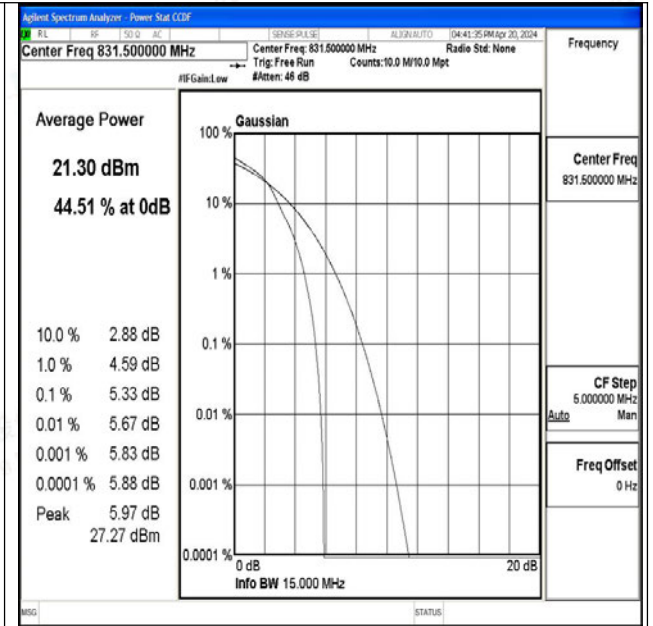 Agilent Spectrum Analyzer - Power Stat CCDF
RL RF 50 Ω AC SENSE:PULSE ALIGN AUTO 04:41:35 PM Apr 20, 2024
Center Freq 831.500000 MHz
Center Freq: 831.500000 MHz Radio Std: None
Trig: Free Run Counts:10.0 M/10.0 Mpt
#IFGain:Low #Atten: 46 dB
Frequency
Average Power
21.30 dBm
44.51 % at 0dB
10.0 % 2.88 dB
1.0 % 4.59 dB
0.1 % 5.33 dB
0.01 % 5.67 dB
0.001 % 5.83 dB
0.0001 % 5.88 dB
Peak 5.97 dB
27.27 dBm
Gaussian
100 %
10 %
1 %
0.1 %
0.01 %
0.001 %
0.0001 %
0 dB 20 dB
Info BW 15.000 MHz
Center Freq
831.500000 MHz
CF Step
5.000000 MHz
Auto Man
Freq Offset
0 Hz
MSG STATUS